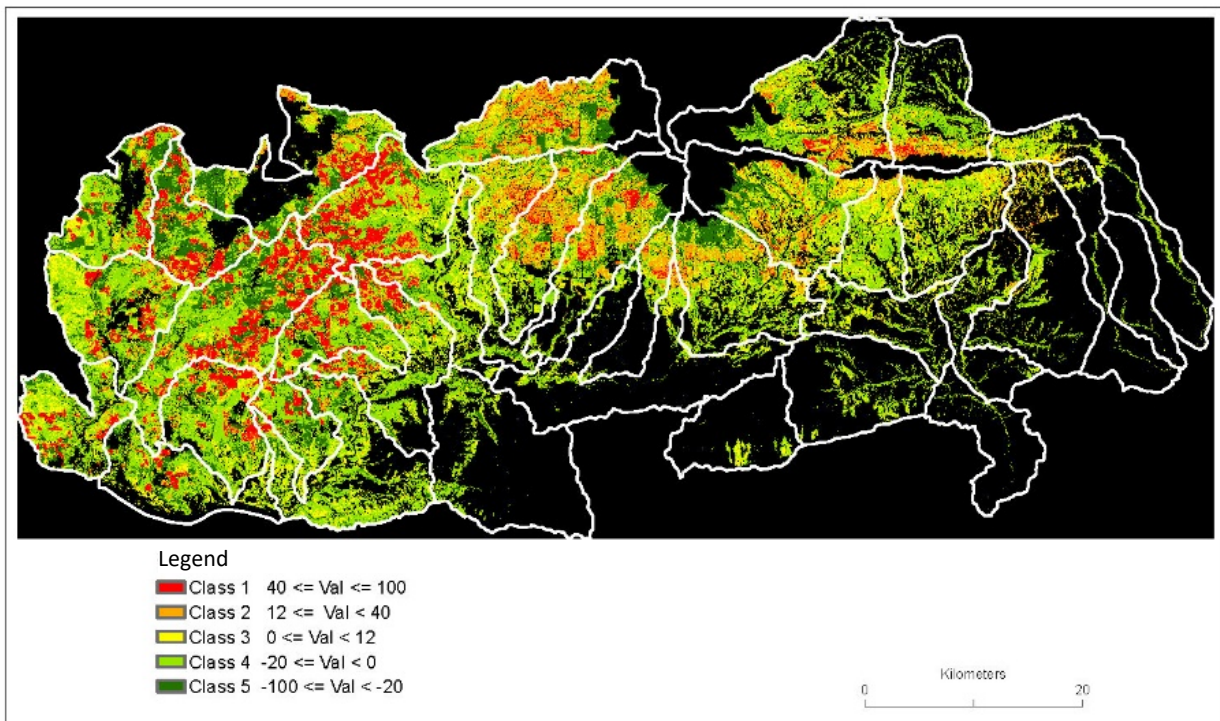 Legend
Class 1 40 <= Val <= 100
Class 2 12 <= Val < 40
Class 3 0 <= Val < 12
Class 4 -20 <= Val < 0
Class 5 -100 <= Val < -20
Kilometers
0 20